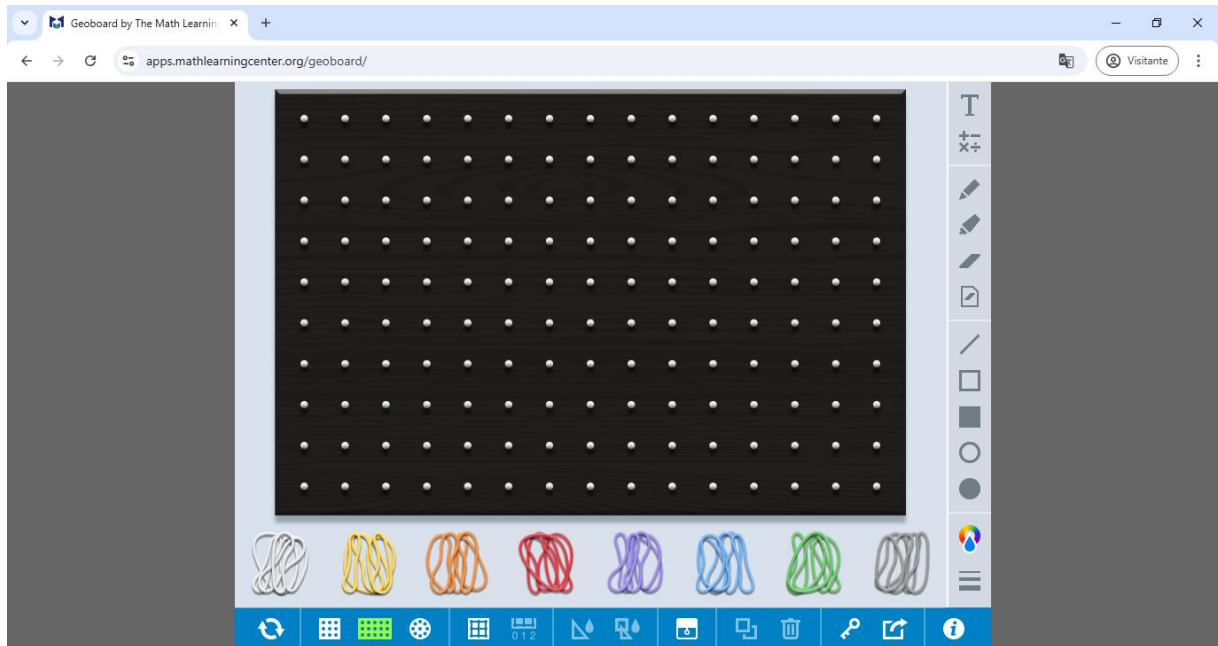 Geoboard by The Math Learnin
apps.mathlearningcenter.org/geoboard/
Visitante
T
0 1 2